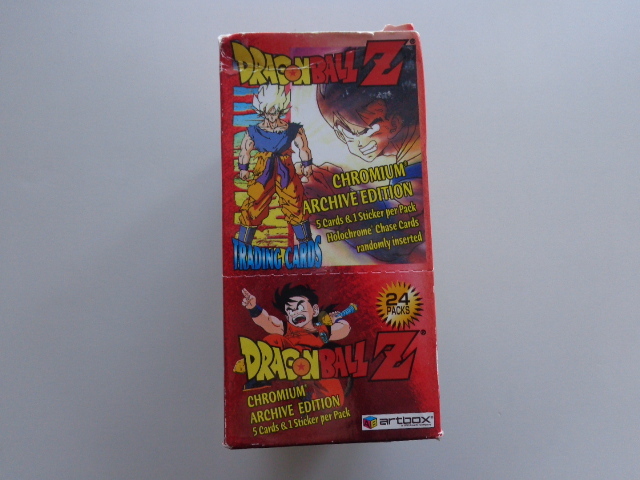 DRAGONBALL Z®
CHROMIUM®
ARCHIVE EDITION
5 Cards & 1 Sticker per Pack
Holochrome® Chase Cards
randomly inserted
TRADING CARDS
24
PACKS
DRAGONBALL Z®
CHROMIUM®
ARCHIVE EDITION
5 Cards & 1 Sticker per Pack
artbox®